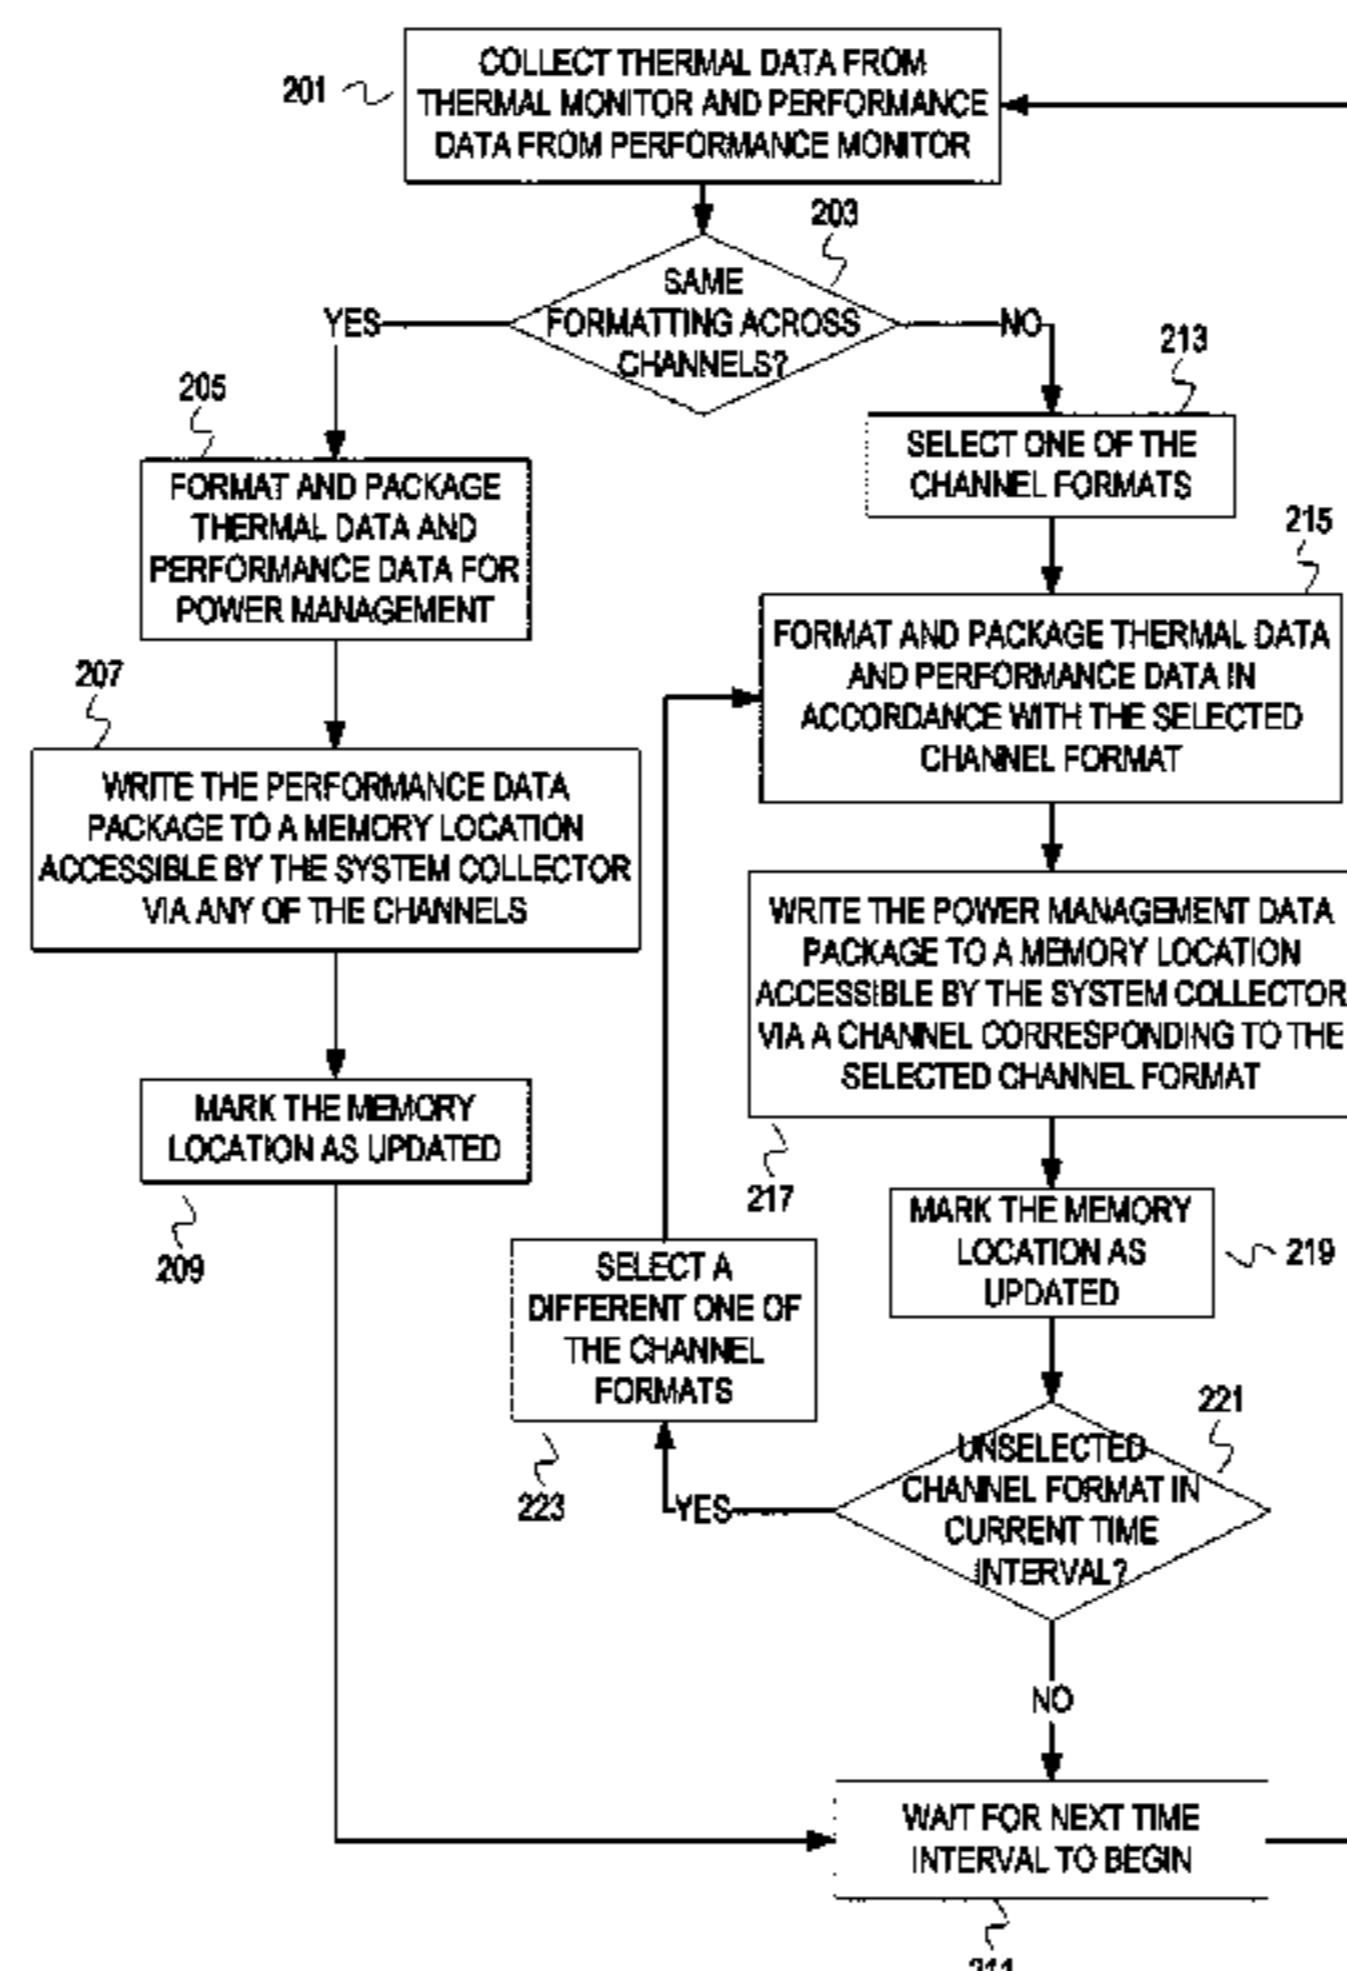 COLLECT THERMAL DATA FROM
THERMAL MONITOR AND PERFORMANCE
DATA FROM PERFORMANCE MONITOR
201
203
SAME
FORMATTING ACROSS
CHANNELS?
YES
NO
205
FORMAT AND PACKAGE
THERMAL DATA AND
PERFORMANCE DATA FOR
POWER MANAGEMENT
207
WRITE THE PERFORMANCE DATA
PACKAGE TO A MEMORY LOCATION
ACCESSIBLE BY THE SYSTEM COLLECTOR
VIA ANY OF THE CHANNELS
MARK THE MEMORY
LOCATION AS UPDATED
209
213
SELECT ONE OF THE
CHANNEL FORMATS
215
FORMAT AND PACKAGE THERMAL DATA
AND PERFORMANCE DATA IN
ACCORDANCE WITH THE SELECTED
CHANNEL FORMAT
WRITE THE POWER MANAGEMENT DATA
PACKAGE TO A MEMORY LOCATION
ACCESSIBLE BY THE SYSTEM COLLECTOR
VIA A CHANNEL CORRESPONDING TO THE
SELECTED CHANNEL FORMAT
217
MARK THE MEMORY
LOCATION AS
UPDATED
219
221
UNSELECTED
CHANNEL FORMAT IN
CURRENT TIME
INTERVAL?
YES
SELECT A
DIFFERENT ONE OF
THE CHANNEL
FORMATS
223
NO
WAIT FOR NEXT TIME
INTERVAL TO BEGIN